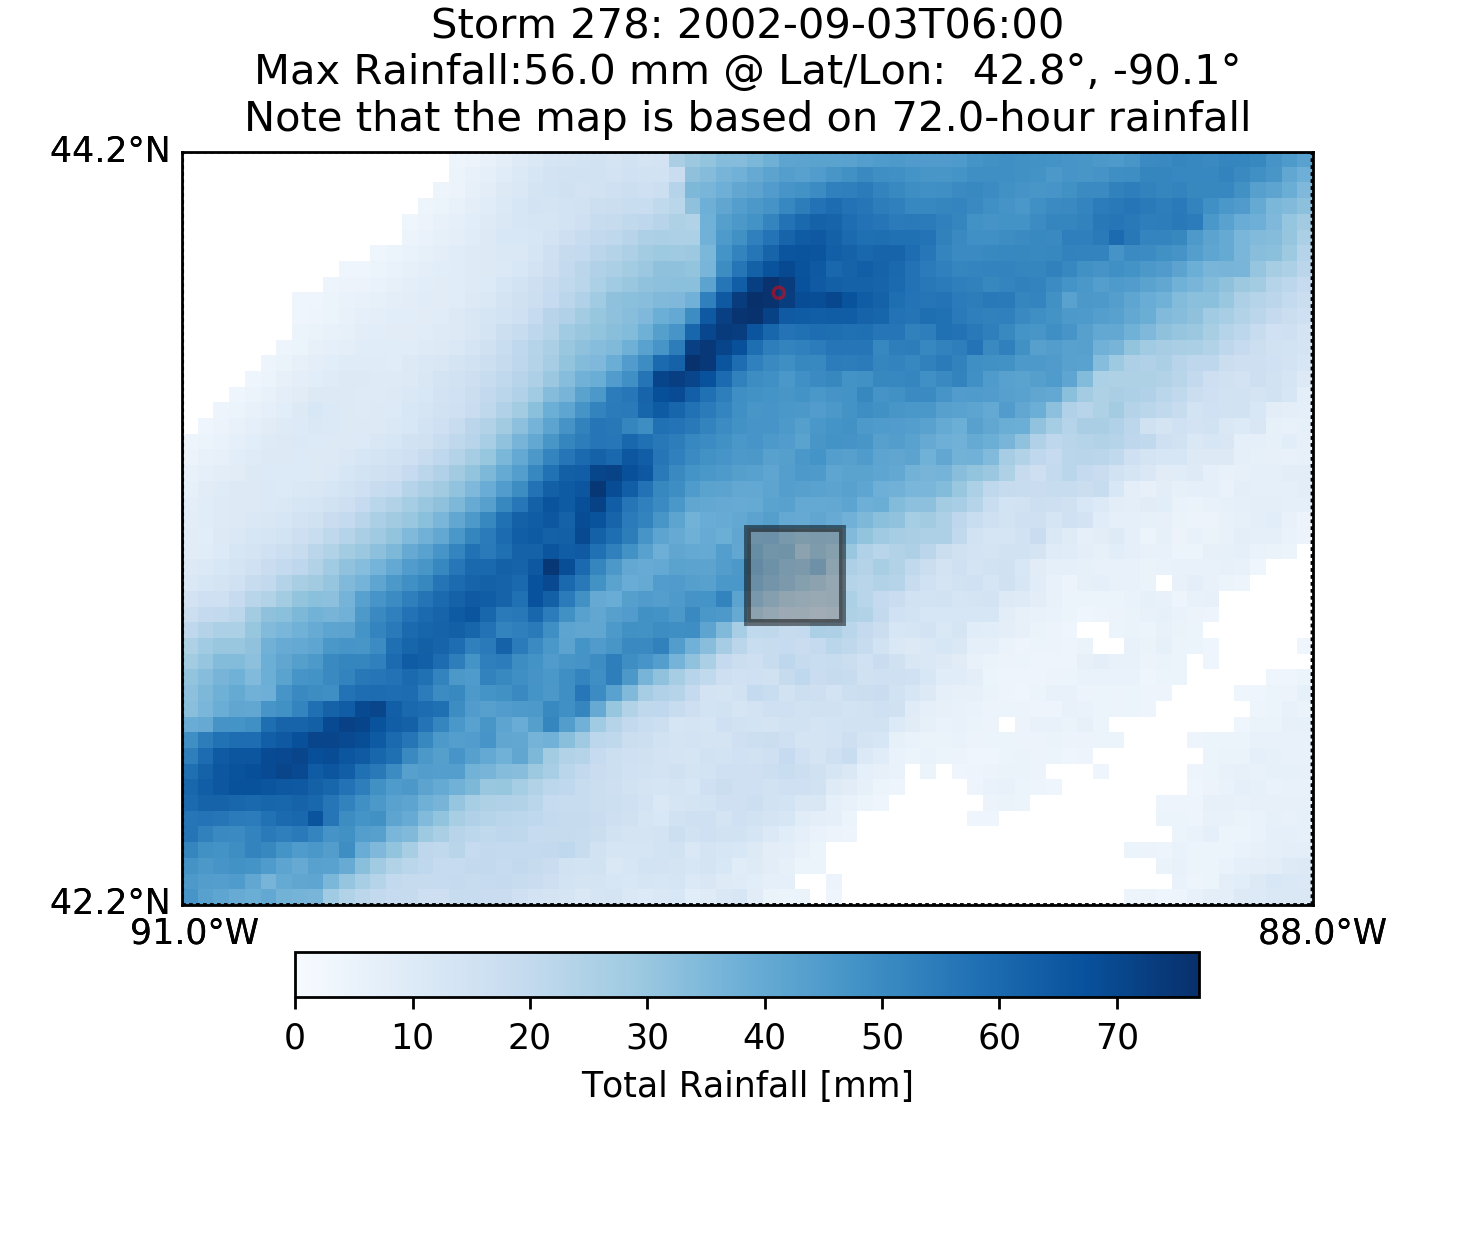 Storm 278: 2002-09-03T06:00
Max Rainfall:56.0 mm @ Lat/Lon:  42.8°, -90.1°
Note that the map is based on 72.0-hour rainfall
44.2°N
42.2°N
91.0°W 88.0°W
0 10 20 30 40 50 60 70
Total Rainfall [mm]